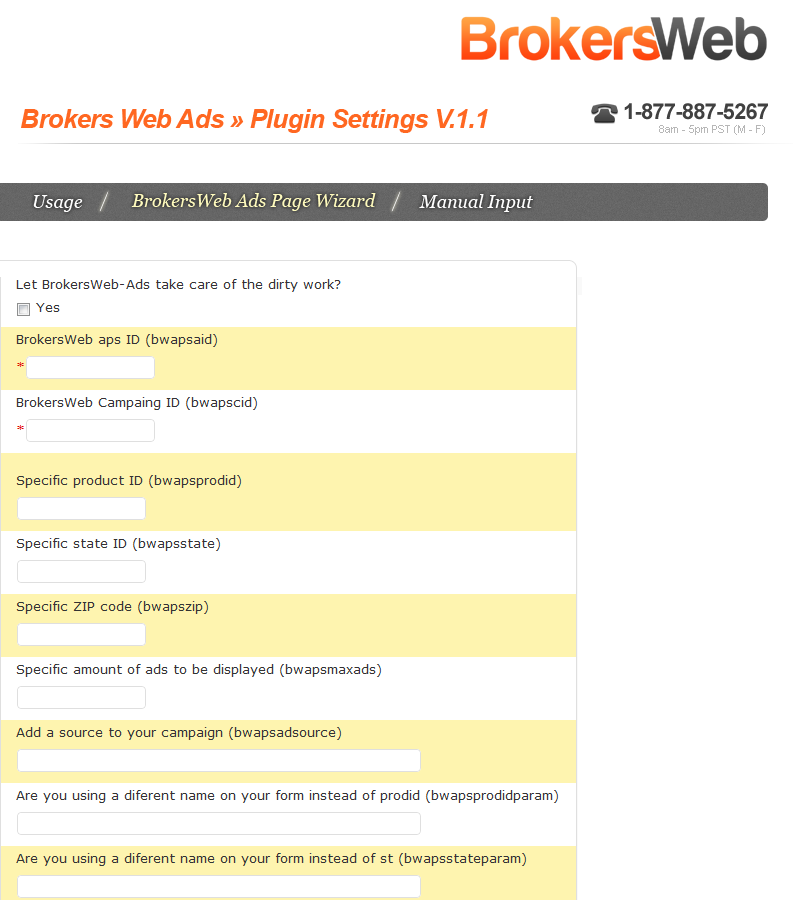 BrokersWeb
Brokers Web Ads » Plugin Settings V.1.1
1-877-887-5267
8am - 5pm PST (M - F)
Usage / BrokersWeb Ads Page Wizard / Manual Input
Let BrokersWeb-Ads take care of the dirty work?
Yes
BrokersWeb aps ID (bwapsaid)
*
BrokersWeb Campaing ID (bwapscid)
*
Specific product ID (bwapsprodid)
Specific state ID (bwapsstate)
Specific ZIP code (bwapszip)
Specific amount of ads to be displayed (bwapsmaxads)
Add a source to your campaign (bwapsadsource)
Are you using a diferent name on your form instead of prodid (bwapsprodidparam)
Are you using a diferent name on your form instead of st (bwapsstateparam)